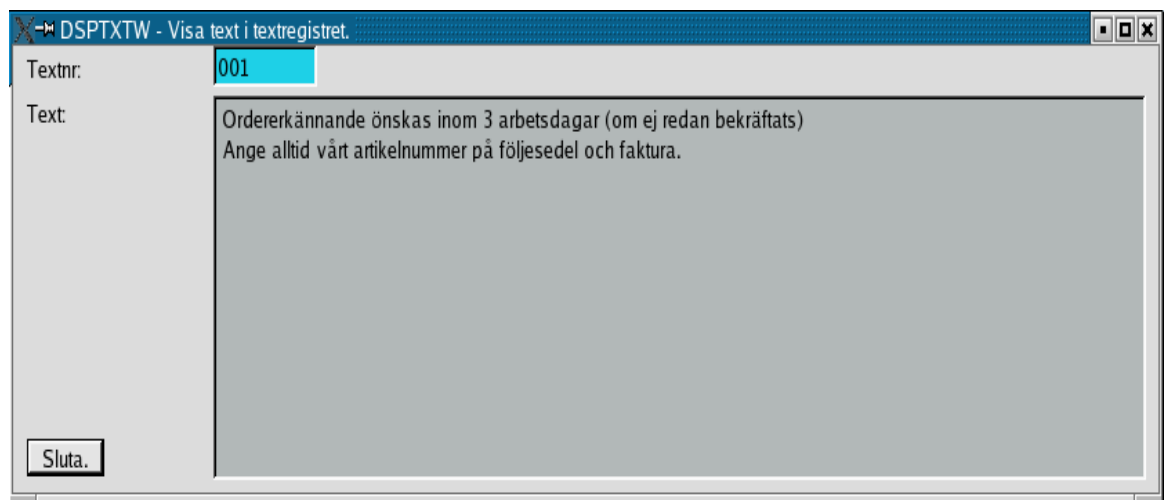 DSPTXTW - Visa text i textregistret.
Textnr: 001
Text: Ordererkännande önskas inom 3 arbetsdagar (om ej redan bekräftats)
Ange alltid vårt artikelnummer på följesedel och faktura.
Sluta.